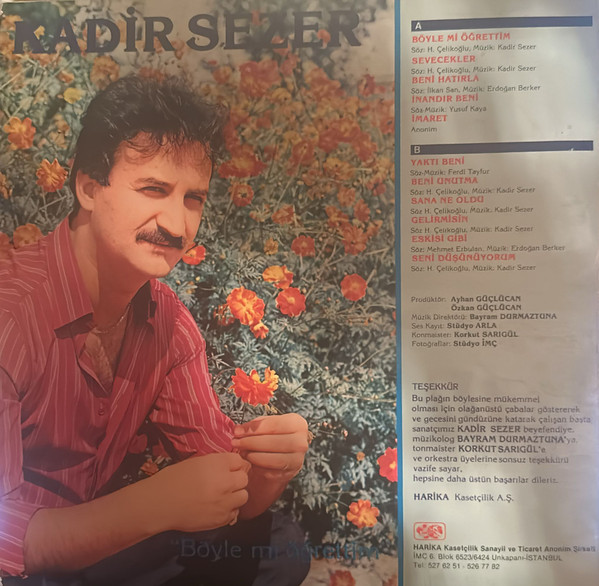 KADİR SEZER
"Böyle mi öğrettim"
A
BÖYLE Mİ ÖĞRETTİM
Söz: H. Çelikoğlu, Müzik: Kadir Sezer
SEVECEKLER
Söz: H. Çelikoğlu, Müzik: Kadir Sezer
BENİ HATIRLA
Söz: İlkan San, Müzik: Erdoğan Berker
İNANDIR BENİ
Söz-Müzik: Yusuf Kaya
İMARET
Anonim
B
YAKTI BENİ
Söz-Müzik: Ferdi Tayfur
BENİ UNUTMA
Söz: H. Çelikoğlu, Müzik: Kadir Sezer
SANA NE OLDU
Söz: H. Çelikoğlu, Müzik: Kadir Sezer
GELİRMİSİN
Söz: H. Çelikoğlu, Müzik: Kadir Sezer
ESKİSİ GİBİ
Söz: Mehmet Erbulan, Müzik: Erdoğan Berker
SENİ DÜŞÜNÜYORUM
Söz: H. Çelikoğlu, Müzik: Kadir Sezer
Prodüktör: Ayhan GÜÇLÜCAN
Özkan GÜÇLÜCAN
Müzik Direktörü: Bayram DURMAZTUNA
Ses Kayıt: Stüdyo ARLA
Konmaister: Korkut SARIGÜL
Fotoğraflar: Stüdyo İMÇ
TEŞEKKÜR
Bu plağın böylesine mükemmel
olması için olağanüstü çabalar göstererek
ve gecesini gündüzüne katarak çalışan başta
sanatçımız KADİR SEZER beyefendiye,
müzikolog BAYRAM DURMAZTUNA'ya,
tonmaister KORKUT SARIGÜL'e
ve orkestra üyelerine sonsuz teşekkürü
vazife sayar,
hepsine daha üstün başarılar dileriz.
HARİKA Kasetçilik A.Ş.
HARİKA Kasetçilik Sanayii ve Ticaret Anonim Şirketi
İMÇ 6. Blok 6523/6424 Unkapanı-İSTANBUL
Tel: 527 62 51 - 526 77 82